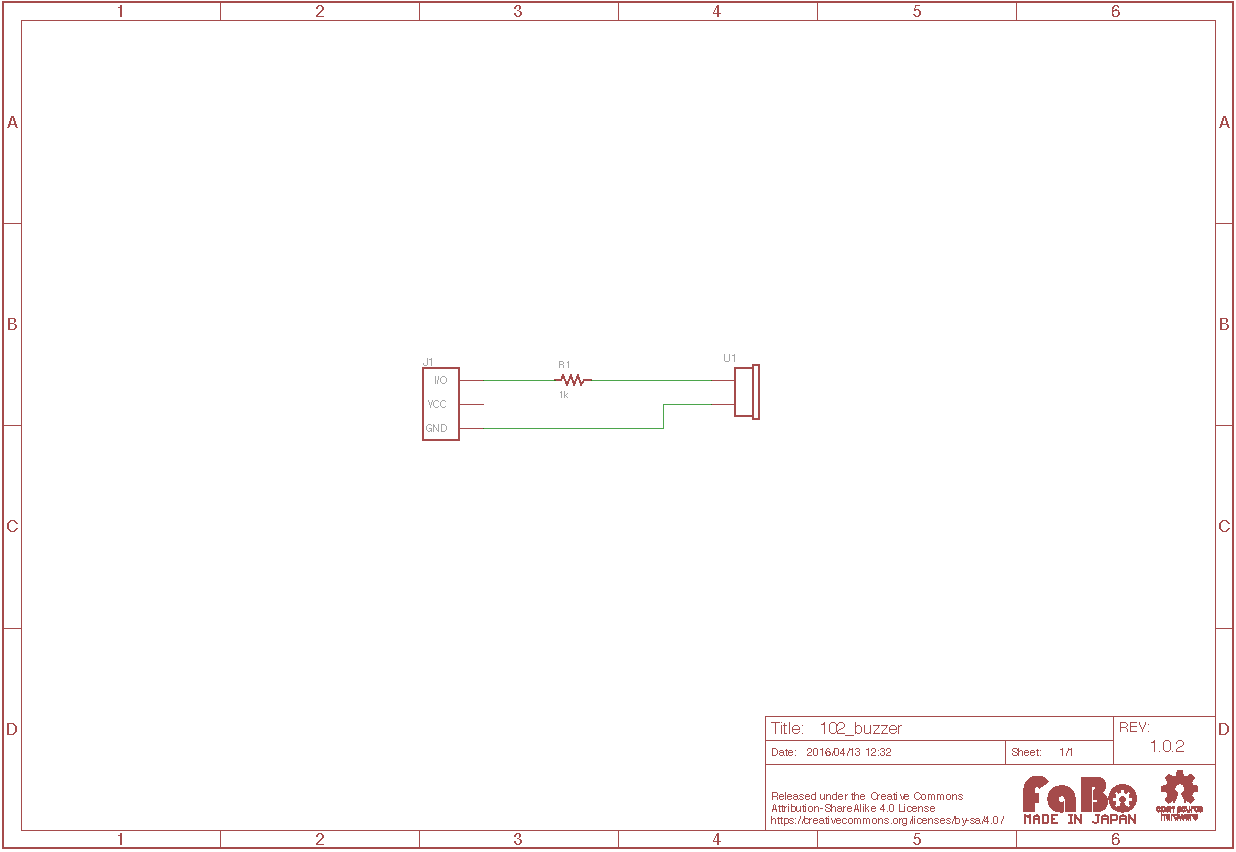 1 2 3 4 5 6
A A
B B
J1 R1 U1
I/O
1k
VCC
GND
C C
D D
Title: 102_buzzer REV:
1.0.2
Date: 2016/04/13 12:32 Sheet: 1/1
Released under the Creative Commons
Attribution-ShareAlike 4.0 License
https://creativecommons.org/licenses/by-sa/4.0/
FaBo
MADE IN JAPAN
open source
hardware
1 2 3 4 5 6